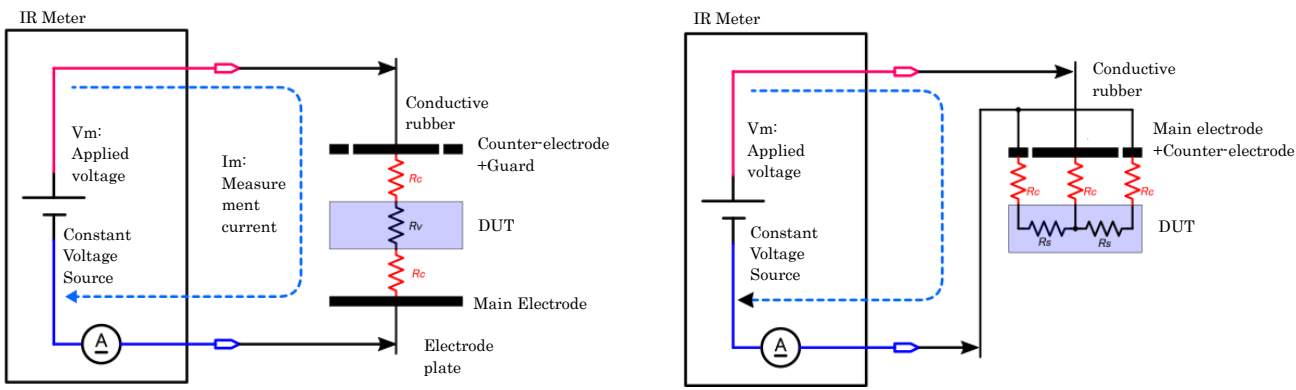 IR Meter
Vm:
Applied
voltage
Im:
Measure
ment
current
Constant
Voltage
Source
A
Conductive
rubber
Counter-electrode
+Guard
Rc
Rv
DUT
Rc
Main Electrode
Electrode
plate
IR Meter
Vm:
Applied
voltage
Constant
Voltage
Source
A
Conductive
rubber
Main electrode
+Counter-electrode
Rc
Rc
Rc
DUT
Rs
Rs